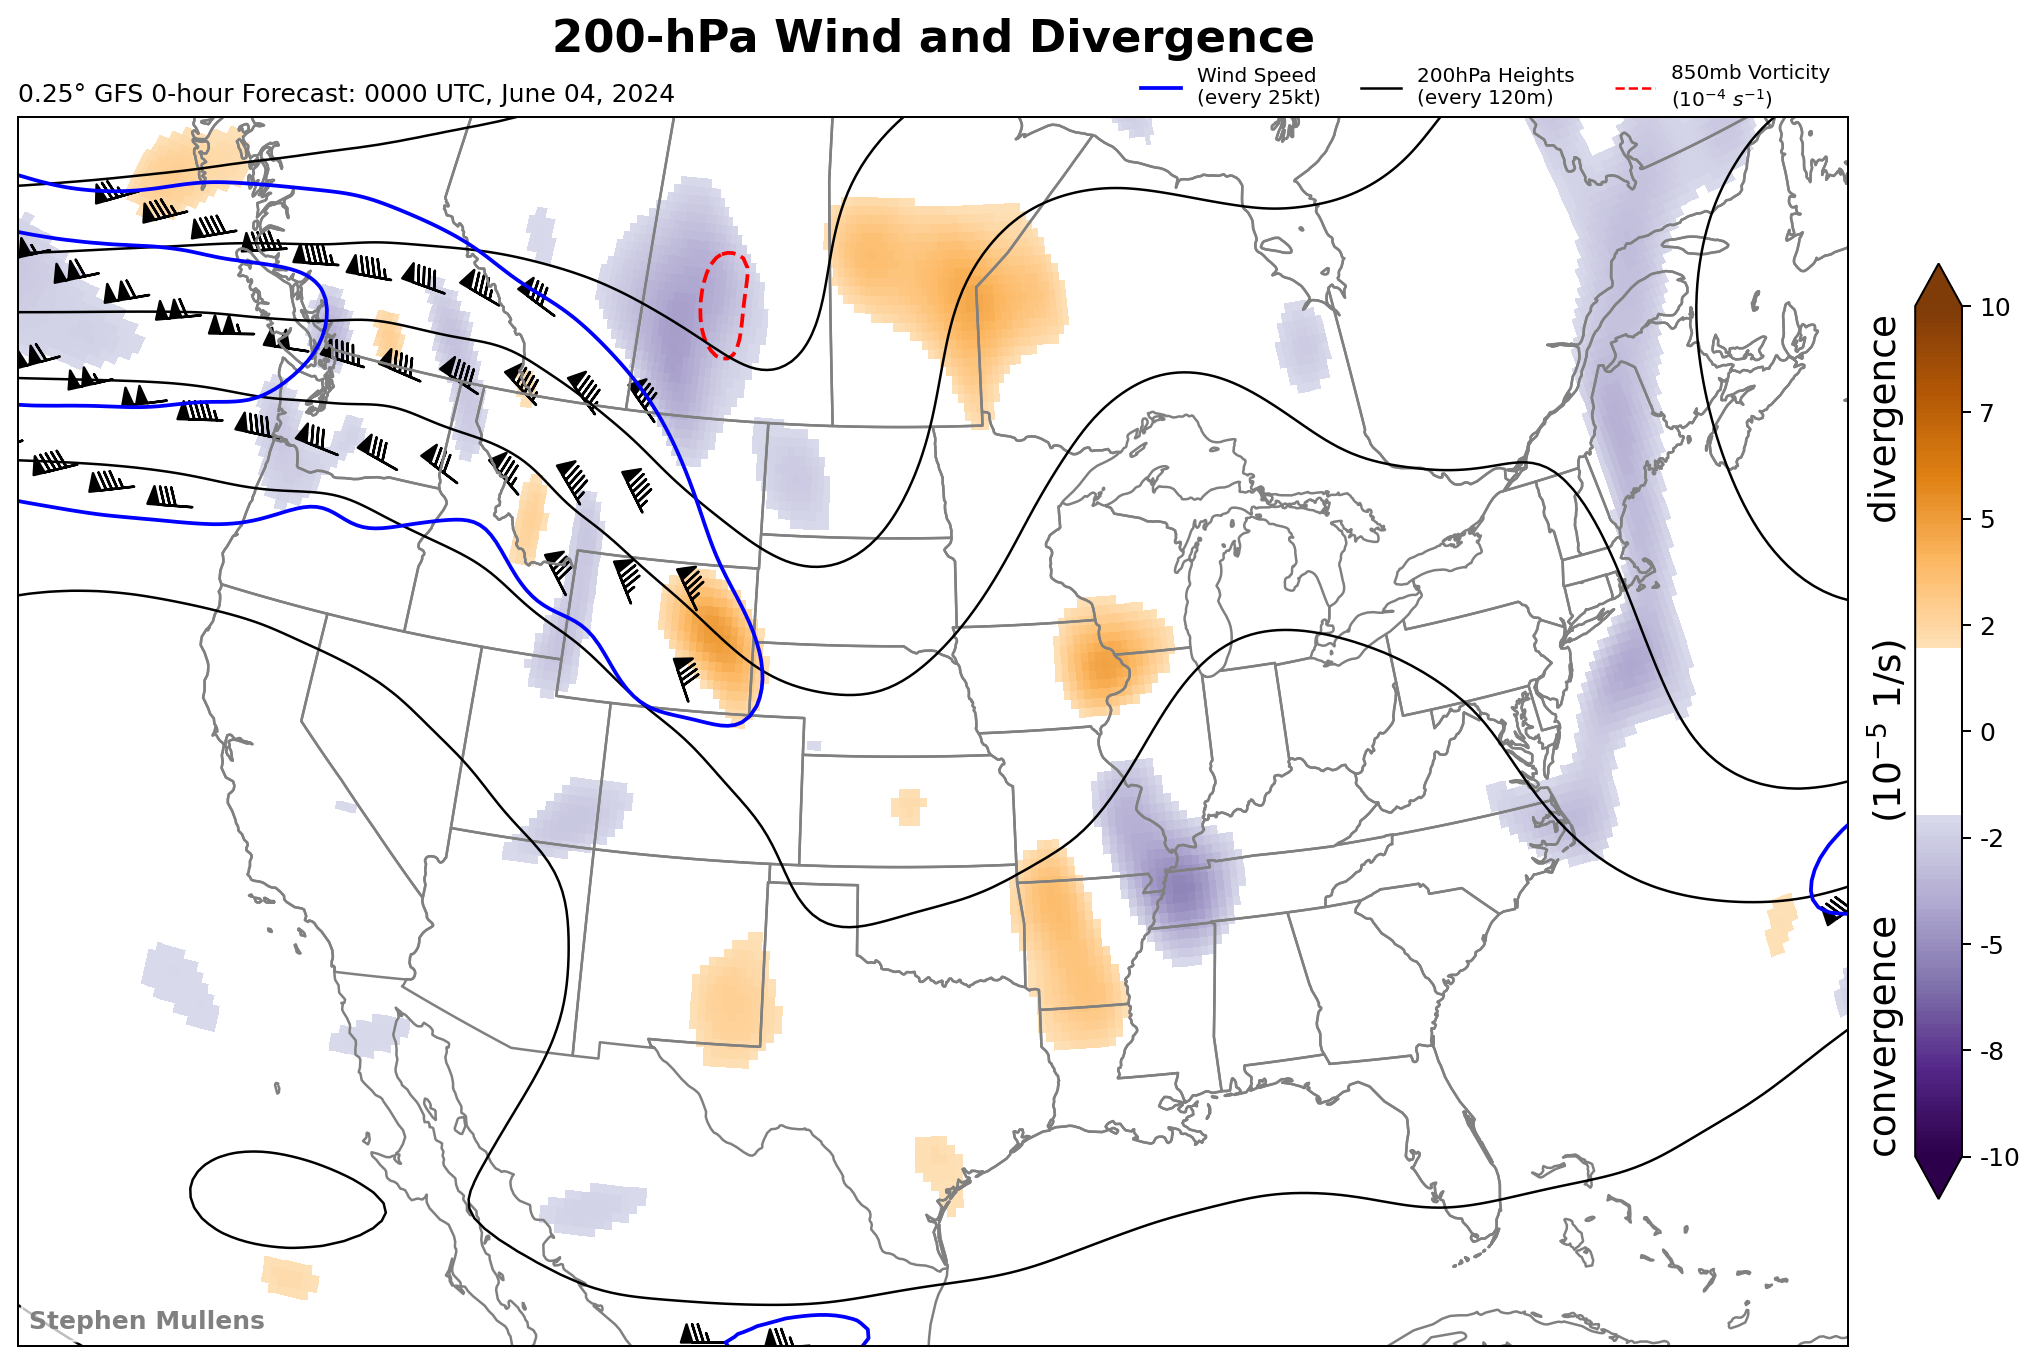 200-hPa Wind and Divergence
0.25° GFS 0-hour Forecast: 0000 UTC, June 04, 2024
Wind Speed
(every 25kt)
200hPa Heights
(every 120m)
850mb Vorticity
(10⁻⁴ s⁻¹)
10
7
5
2
0
-2
-5
-8
-10
convergence (10⁻⁵ 1/s) divergence
Stephen Mullens